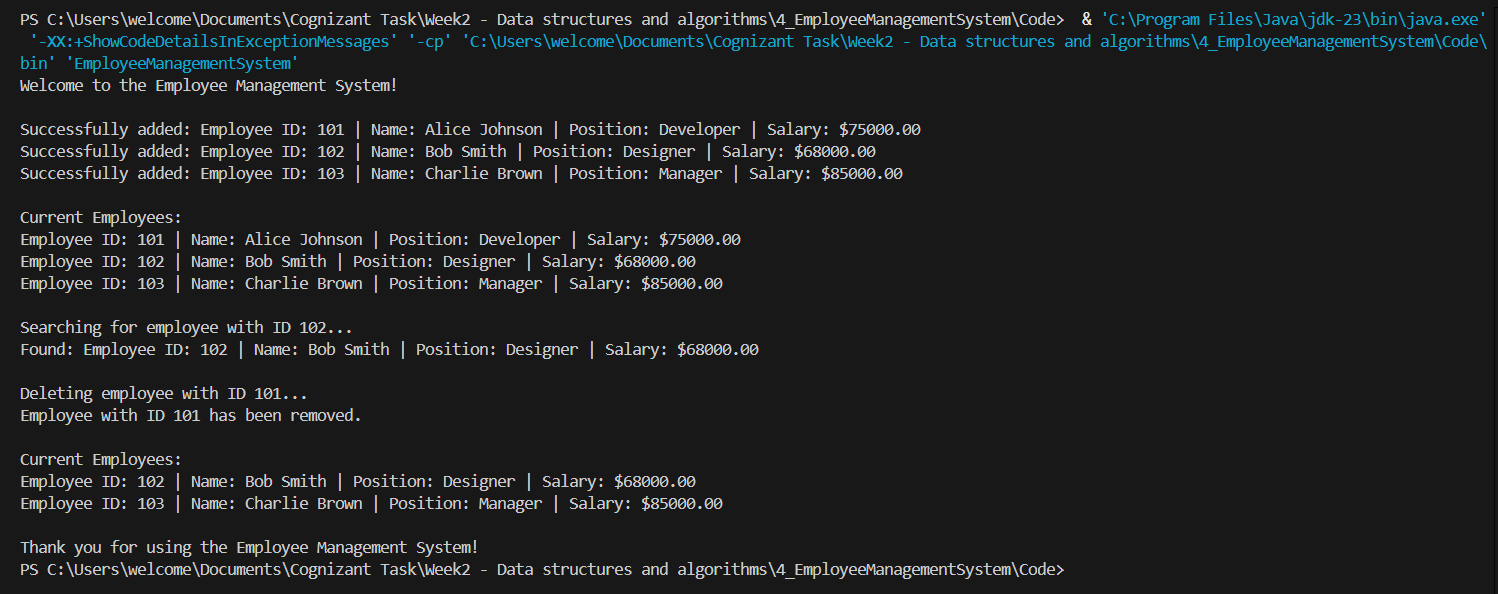 PS C:\Users\welcome\Documents\Cognizant Task\Week2 - Data structures and algorithms\4_EmployeeManagementSystem\Code>  & 'C:\Program Files\Java\jdk-23\bin\java.exe'
 '-XX:+ShowCodeDetailsInExceptionMessages' '-cp' 'C:\Users\welcome\Documents\Cognizant Task\Week2 - Data structures and algorithms\4_EmployeeManagementSystem\Code\
bin' 'EmployeeManagementSystem'
Welcome to the Employee Management System!
Successfully added: Employee ID: 101 | Name: Alice Johnson | Position: Developer | Salary: $75000.00
Successfully added: Employee ID: 102 | Name: Bob Smith | Position: Designer | Salary: $68000.00
Successfully added: Employee ID: 103 | Name: Charlie Brown | Position: Manager | Salary: $85000.00
Current Employees:
Employee ID: 101 | Name: Alice Johnson | Position: Developer | Salary: $75000.00
Employee ID: 102 | Name: Bob Smith | Position: Designer | Salary: $68000.00
Employee ID: 103 | Name: Charlie Brown | Position: Manager | Salary: $85000.00
Searching for employee with ID 102...
Found: Employee ID: 102 | Name: Bob Smith | Position: Designer | Salary: $68000.00
Deleting employee with ID 101...
Employee with ID 101 has been removed.
Current Employees:
Employee ID: 102 | Name: Bob Smith | Position: Designer | Salary: $68000.00
Employee ID: 103 | Name: Charlie Brown | Position: Manager | Salary: $85000.00
Thank you for using the Employee Management System!
PS C:\Users\welcome\Documents\Cognizant Task\Week2 - Data structures and algorithms\4_EmployeeManagementSystem\Code>